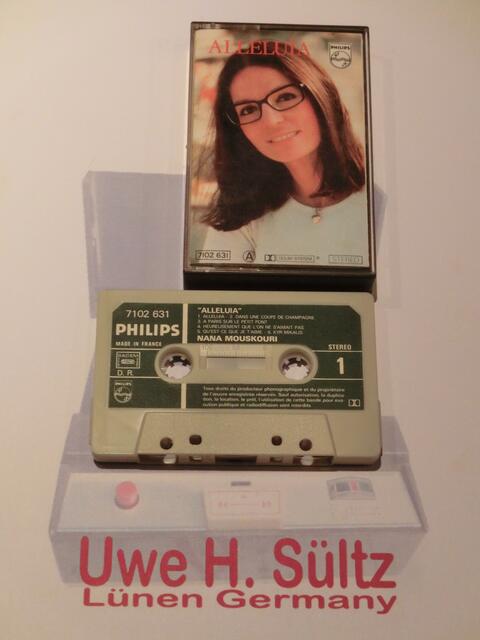 ALLELUIA
PHILIPS
7102 631
A
DOLBY SYSTEM
STEREO
7102 631
PHILIPS
MADE IN FRANCE
SACEM
D. R.
"ALLELUIA"
1. ALLELUIA - 2. DANS UNE COUPE DE CHAMPAGNE
3. A PARIS SUR LE PETIT PONT
4. HEUREUSEMENT QUE L'ON NE S'AIMAIT PAS
5. QU'EST-CE QUE JE T'AIME - 6. KYR MIKALIS
NANA MOUSKOURI
STEREO
1
Tous droits du producteur phonographique et du propriétaire
de l'œuvre enregistrée réservés. Sauf autorisation, la duplica-
tion, la location, le prêt, l'utilisation de cette bande pour exé-
cution publique et radiodiffusion sont interdits.
Uwe H. Sültz
Lünen Germany